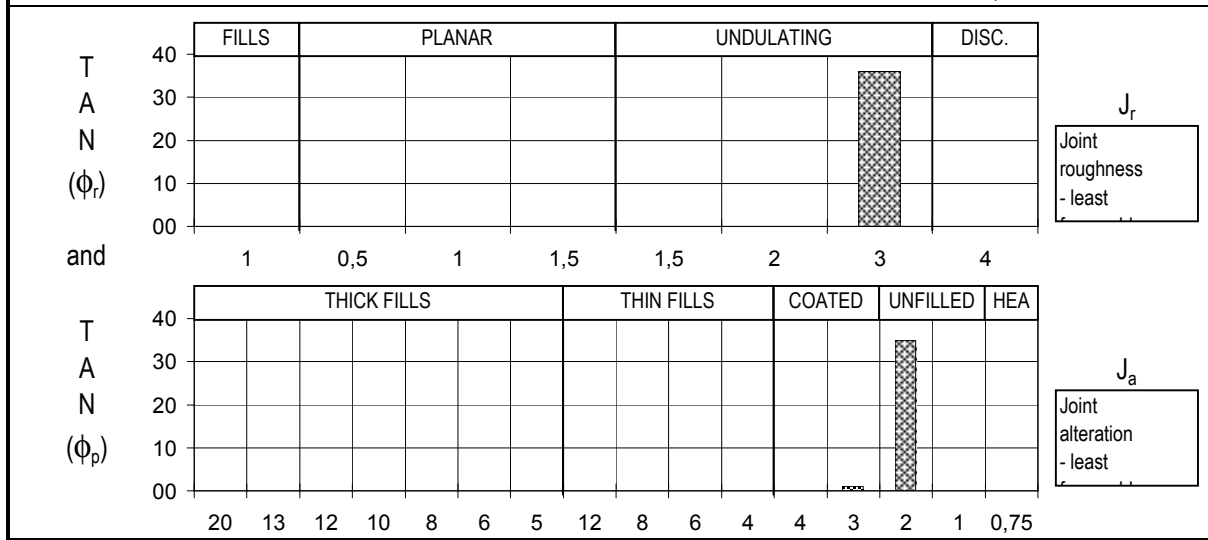 FILLS PLANAR UNDULATING DISC.
40
30
20
10
00
T
A
N
(ϕr)
Jr
Joint
roughness
- least
and
1 0,5 1 1,5 1,5 2 3 4
THICK FILLS THIN FILLS COATED UNFILLED HEA
40
30
20
10
00
T
A
N
(ϕp)
Ja
Joint
alteration
- least
20 13 12 10 8 6 5 12 8 6 4 4 3 2 1 0,75